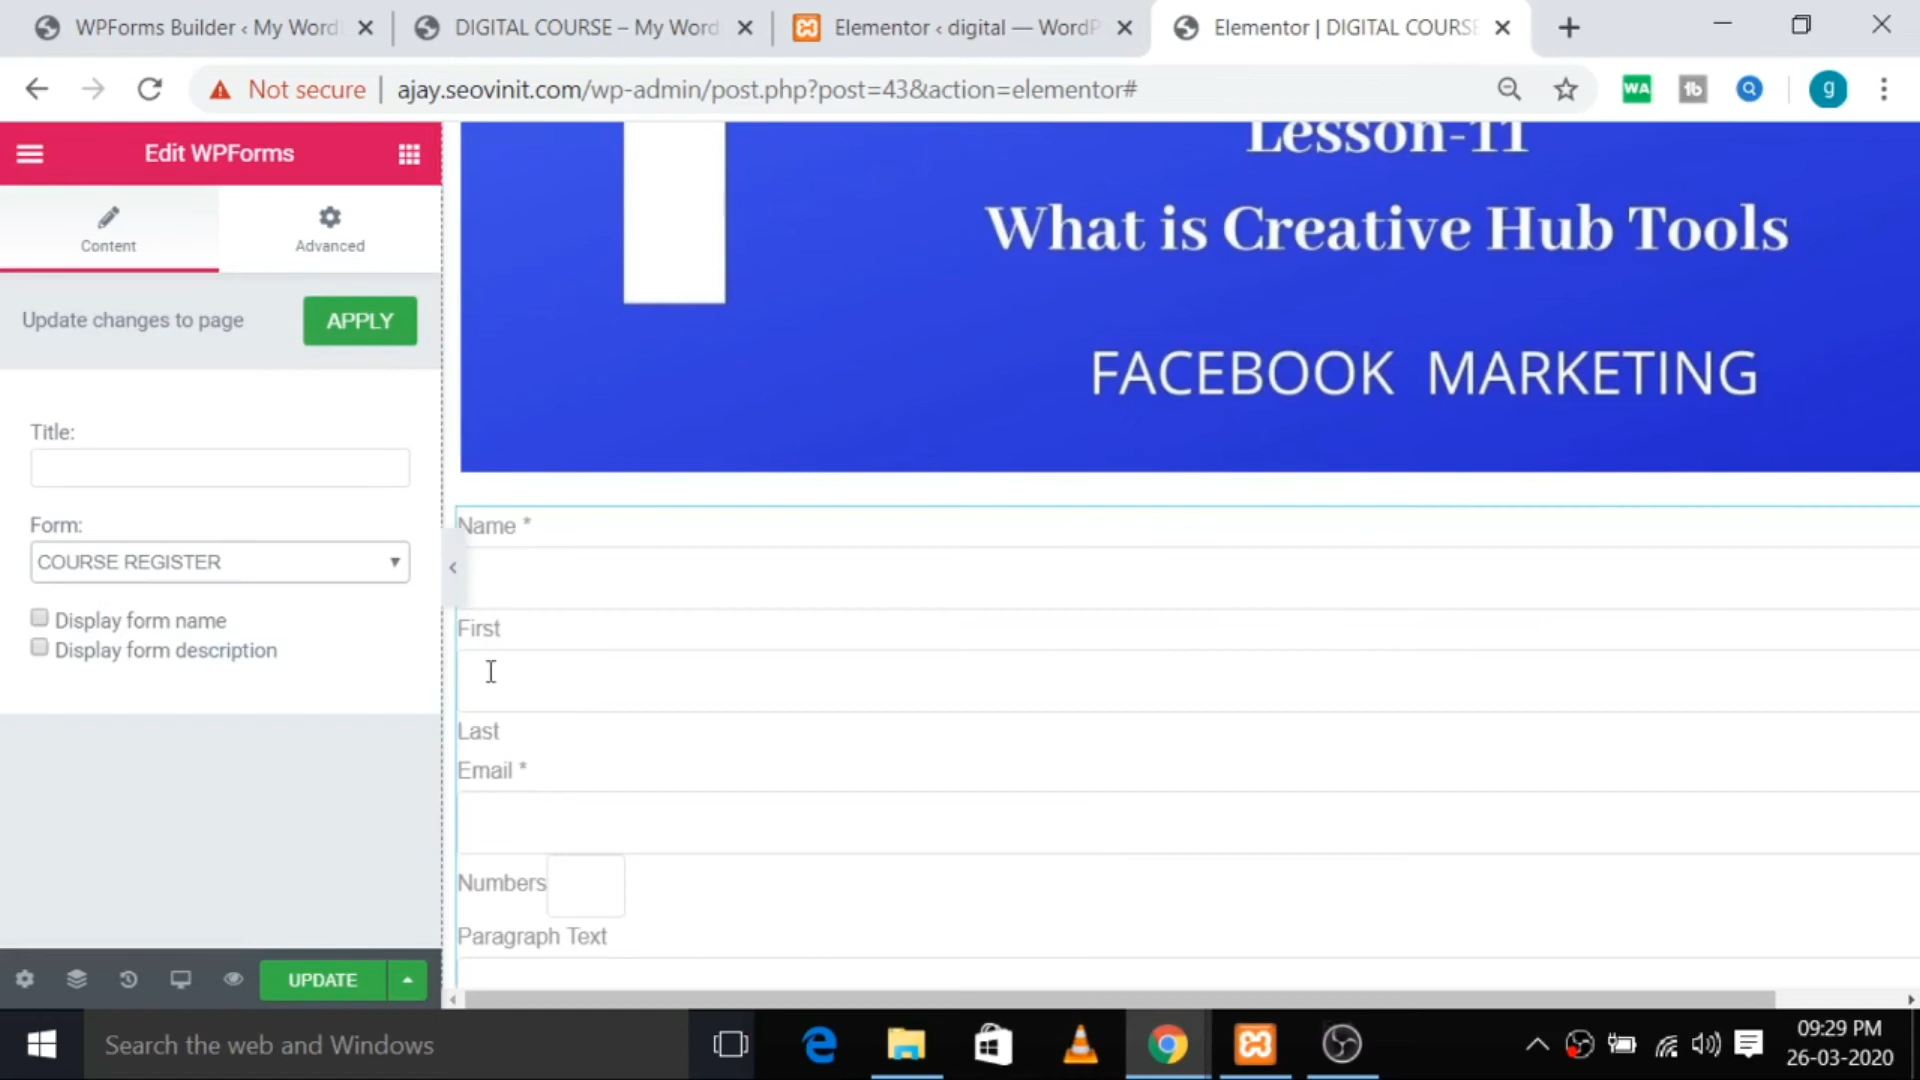 WPForms Builder ‹ My Word
DIGITAL COURSE – My Word
Elementor ‹ digital — WordP
Elementor | DIGITAL COURSE
Not secure | ajay.seovinit.com/wp-admin/post.php?post=43&action=elementor#
WA
g
Edit WPForms
Content
Advanced
Update changes to page
APPLY
Title:
Form:
COURSE REGISTER
Display form name
Display form description
UPDATE
Lesson-11
What is Creative Hub Tools
FACEBOOK MARKETING
Name *
First
Last
Email *
Numbers
Paragraph Text
Search the web and Windows
09:29 PM
26-03-2020